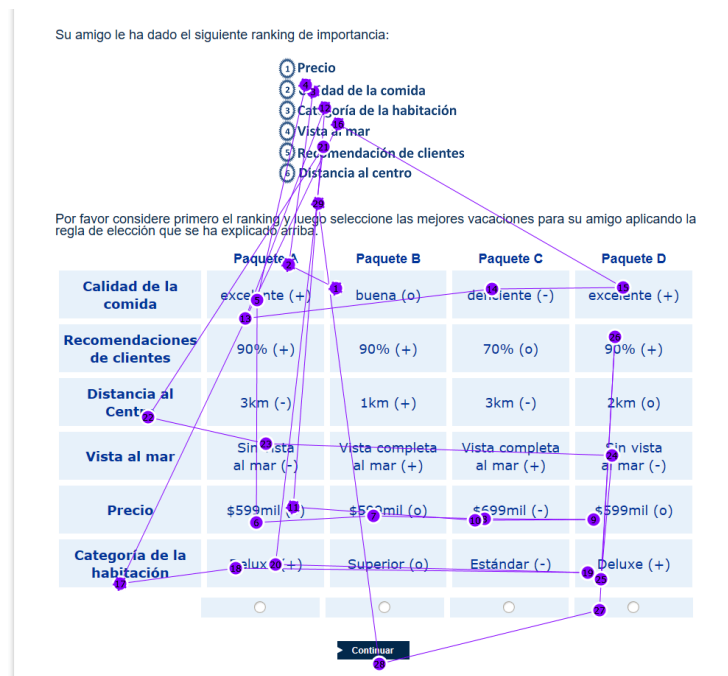 Su amigo le ha dado el siguiente ranking de importancia:
1 Precio
2 Calidad de la comida
3 Categoría de la habitación
4 Vista al mar
5 Recomendación de clientes
6 Distancia al centro
Por favor considere primero el ranking y luego seleccione las mejores vacaciones para su amigo aplicando la
regla de elección que se ha explicado arriba.
Paquete A Paquete B Paquete C Paquete D
Calidad de la comida excelente (+) buena (o) deficiente (-) excelente (+)
Recomendaciones de clientes 90% (+) 90% (+) 70% (o) 90% (+)
Distancia al Centro 3km (-) 1km (+) 3km (-) 2km (o)
Vista al mar Sin vista al mar (-) Vista completa al mar (+) Vista completa al mar (+) Sin vista al mar (-)
Precio $599mil $599mil (o) $699mil (-) $599mil (o)
Categoría de la habitación Deluxe (+) Superior (o) Estándar (-) Deluxe (+)
Continuar